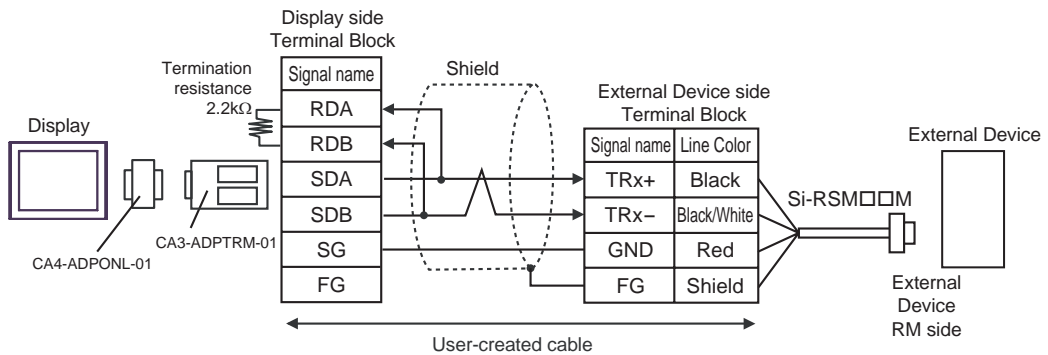 Display side
Terminal Block
Termination
resistance
2.2kΩ
Signal name
RDA
RDB
SDA
SDB
SG
FG
Shield
External Device side
Terminal Block
Signal name Line Color
TRx+ Black
TRx− Black/White
GND Red
FG Shield
Display
CA4-ADPONL-01
CA3-ADPTRM-01
Si-RSM□□M
External Device
External
Device
RM side
User-created cable